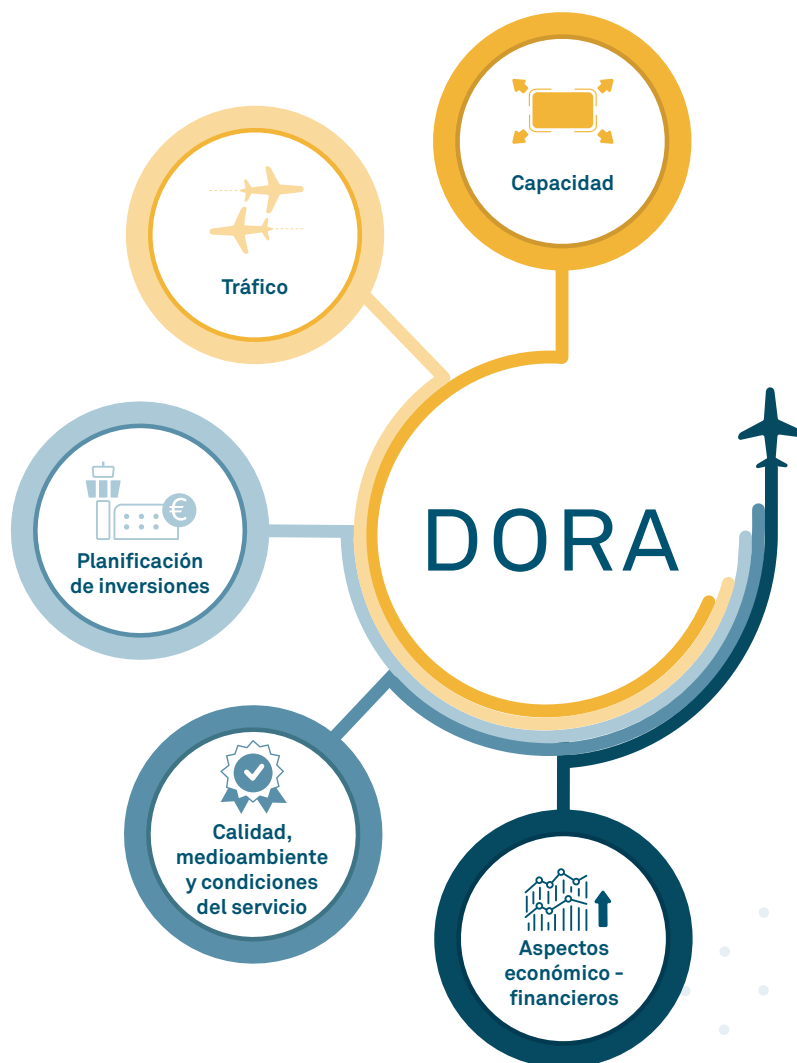 Capacidad
Tráfico
DORA
Planificación
de inversiones
Calidad,
medioambiente
y condiciones
del servicio
Aspectos
económico -
financieros